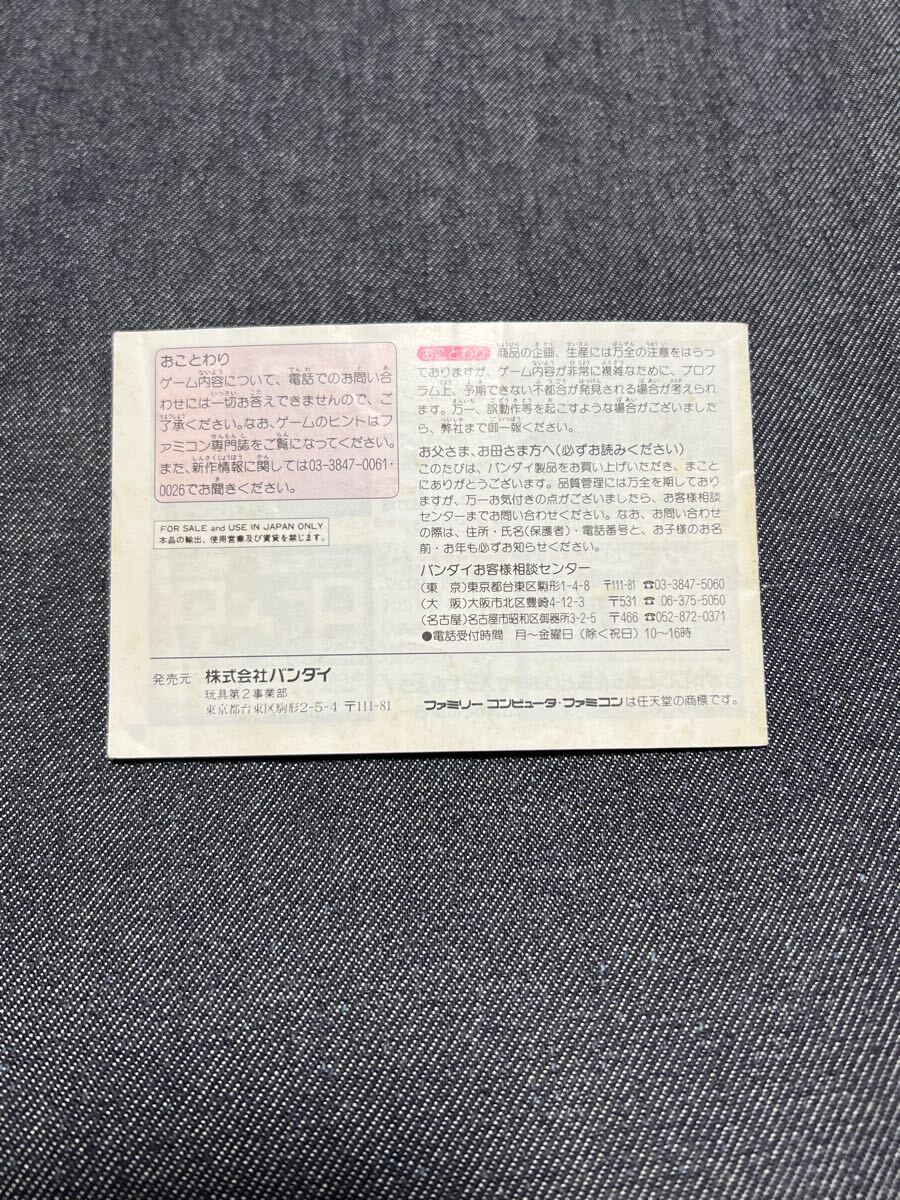 おことわり
ゲーム内容について、電話でのお問い合
わせには一切お答えできませんので、ご
了承ください。なお、ゲームのヒントはフ
ァミコン専門誌をご覧になってください。
また、新作情報に関しては03-3847-0061・
0026でお聞きください。
FOR SALE and USE IN JAPAN ONLY
本品の輸出、使用営業及び賃貸を禁じます。
おことわり 商品の企画、生産には万全の注意をはらっ
ておりますが、ゲーム内容が非常に複雑なために、プログ
ラム上、予期できない不都合が発見される場合が考えられ
ます。万一、誤動作等を起こすような場合がございました
ら、弊社まで御一報ください。
お父さま、お母さま方へ(必ずお読みください)
このたびは、バンダイ製品をお買い上げいただき、まこと
にありがとうございます。品質管理には万全を期しており
ますが、万一お気付きの点がございましたら、お客様相談
センターまでお問い合わせください。なお、お問い合わせ
の際は、住所・氏名(保護者)・電話番号と、お子様のお名
前・お年も必ずお知らせください。
バンダイお客様相談センター
(東 京)東京都台東区駒形1-4-8 〒111-81 ☎03-3847-5060
(大 阪)大阪市北区豊崎4-12-3 〒531 ☎06-375-5050
(名古屋)名古屋市昭和区御器所3-2-5 〒466 ☎052-872-0371
●電話受付時間 月〜金曜日(除く祝日)10〜16時
発売元 株式会社バンダイ
玩具第2事業部
東京都台東区駒形2-5-4 〒111-81
ファミリーコンピュータ・ファミコンは任天堂の商標です。